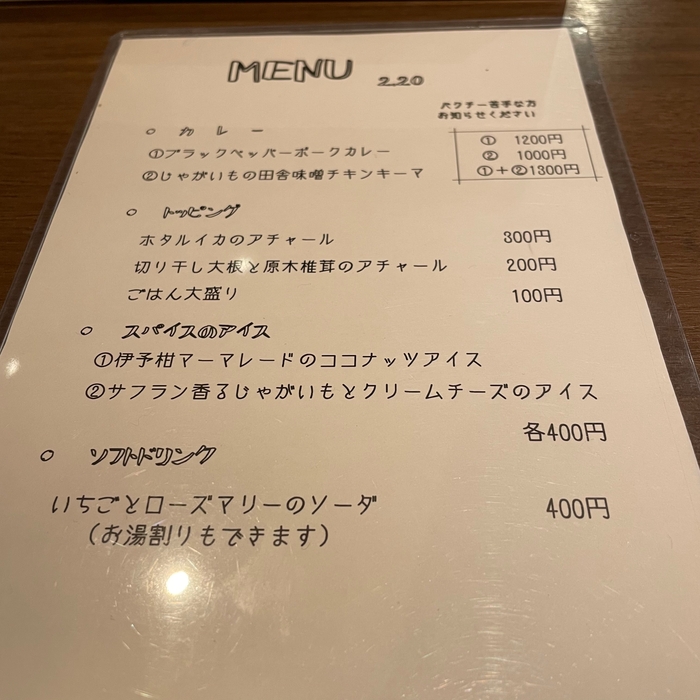 MENU 2.20
パクチー苦手な方
お知らせください
○ カレー
①ブラックペッパーポークカレー
②じゃがいもの田舎味噌チキンキーマ
① 1200円
② 1000円
①+②1300円
○ トッピング
ホタルイカのアチャール 300円
切り干し大根と原木椎茸のアチャール 200円
ごはん大盛り 100円
○ スパイスのアイス
①伊予柑マーマレードのココナッツアイス
②サフラン香るじゃがいもとクリームチーズのアイス
各400円
○ ソフトドリンク
いちごとローズマリーのソーダ 400円
(お湯割りもできます)